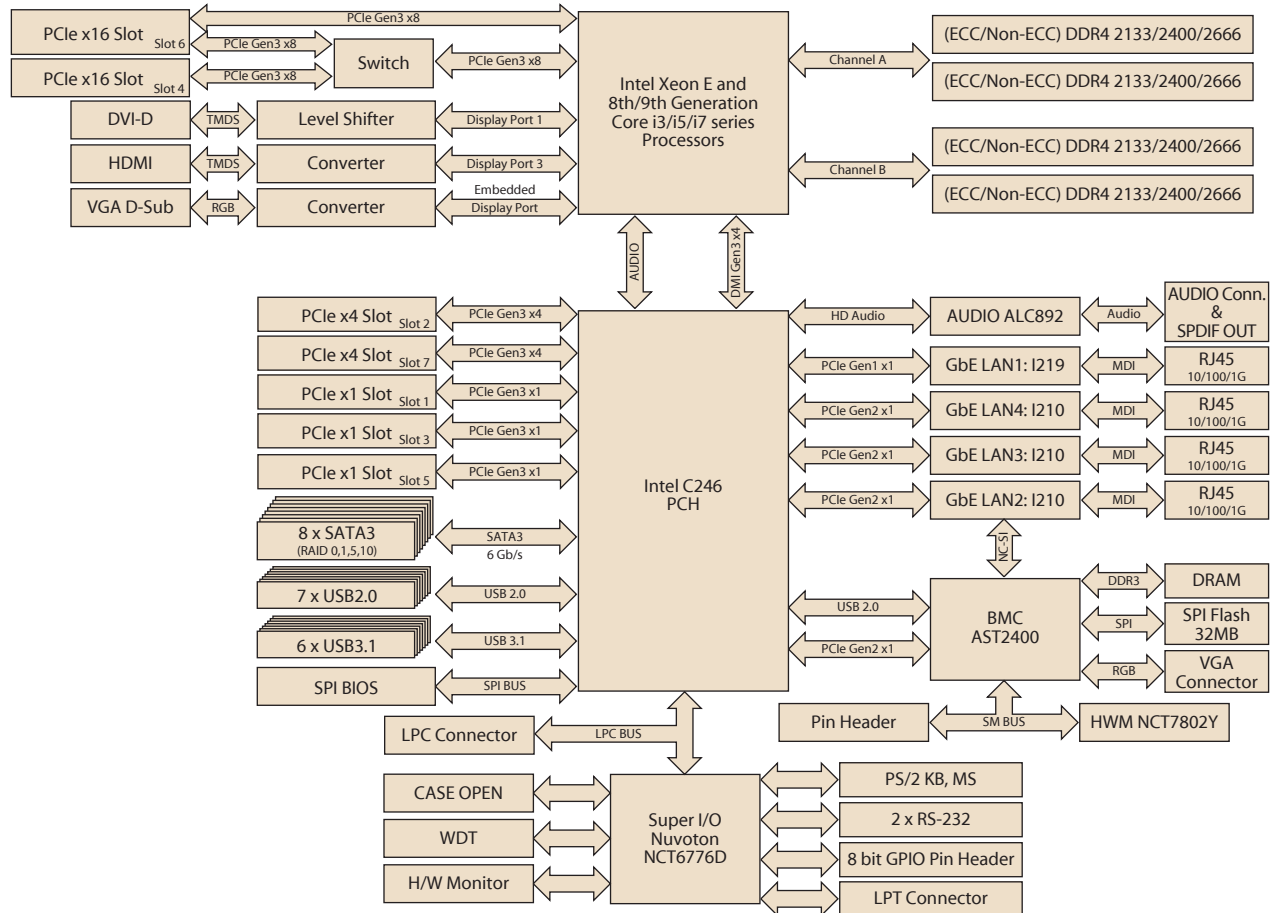 PCIe x16 Slot
Slot 6
PCIe Gen3 x8
PCIe Gen3 x8
PCIe x16 Slot
Slot 4
PCIe Gen3 x8
Switch
PCIe Gen3 x8
DVI-D
TMDS
Level Shifter
Display Port 1
HDMI
TMDS
Converter
Display Port 3
VGA D-Sub
RGB
Converter
Embedded
Display Port
Intel Xeon E and
8th/9th Generation
Core i3/i5/i7 series
Processors
Channel A
(ECC/Non-ECC) DDR4 2133/2400/2666
(ECC/Non-ECC) DDR4 2133/2400/2666
Channel B
(ECC/Non-ECC) DDR4 2133/2400/2666
(ECC/Non-ECC) DDR4 2133/2400/2666
AUDIO
DMI Gen3 x4
PCIe x4 Slot
Slot 2
PCIe Gen3 x4
PCIe x4 Slot
Slot 7
PCIe Gen3 x4
PCIe x1 Slot
Slot 1
PCIe Gen3 x1
PCIe x1 Slot
Slot 3
PCIe Gen3 x1
PCIe x1 Slot
Slot 5
PCIe Gen3 x1
8 x SATA3
(RAID 0,1,5,10)
SATA3
6 Gb/s
7 x USB2.0
USB 2.0
6 x USB3.1
USB 3.1
SPI BIOS
SPI BUS
Intel C246
PCH
HD Audio
AUDIO ALC892
Audio
AUDIO Conn.
&
SPDIF OUT
PCIe Gen1 x1
GbE LAN1: I219
MDI
RJ45
10/100/1G
PCIe Gen2 x1
GbE LAN4: I210
MDI
RJ45
10/100/1G
PCIe Gen2 x1
GbE LAN3: I210
MDI
RJ45
10/100/1G
PCIe Gen2 x1
GbE LAN2: I210
MDI
RJ45
10/100/1G
NC-SI
USB 2.0
PCIe Gen2 x1
BMC
AST2400
DDR3
DRAM
SPI
SPI Flash
32MB
RGB
VGA
Connector
Pin Header
SM BUS
HWM NCT7802Y
LPC Connector
LPC BUS
CASE OPEN
WDT
H/W Monitor
Super I/O
Nuvoton
NCT6776D
PS/2 KB, MS
2 x RS-232
8 bit GPIO Pin Header
LPT Connector